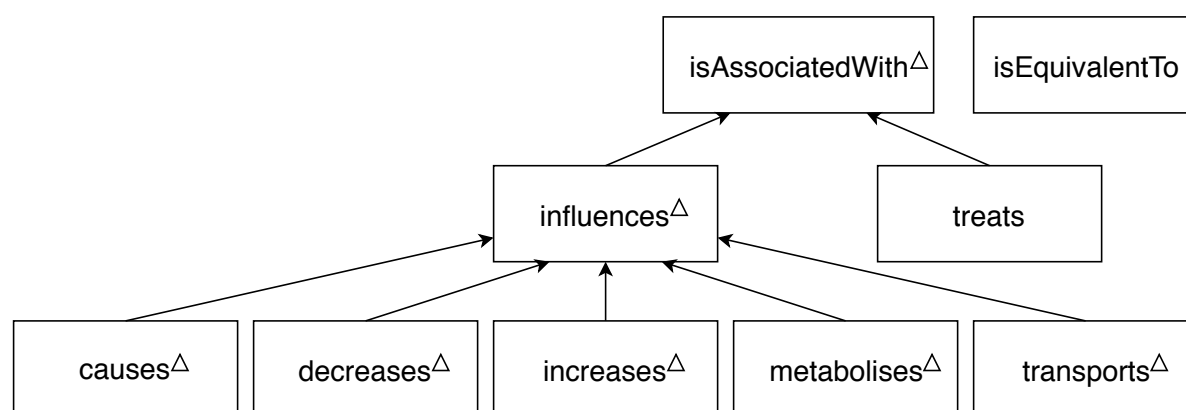 isAssociatedWith△ isEquivalentTo
influences△ treats
causes△ decreases△ increases△ metabolises△ transports△